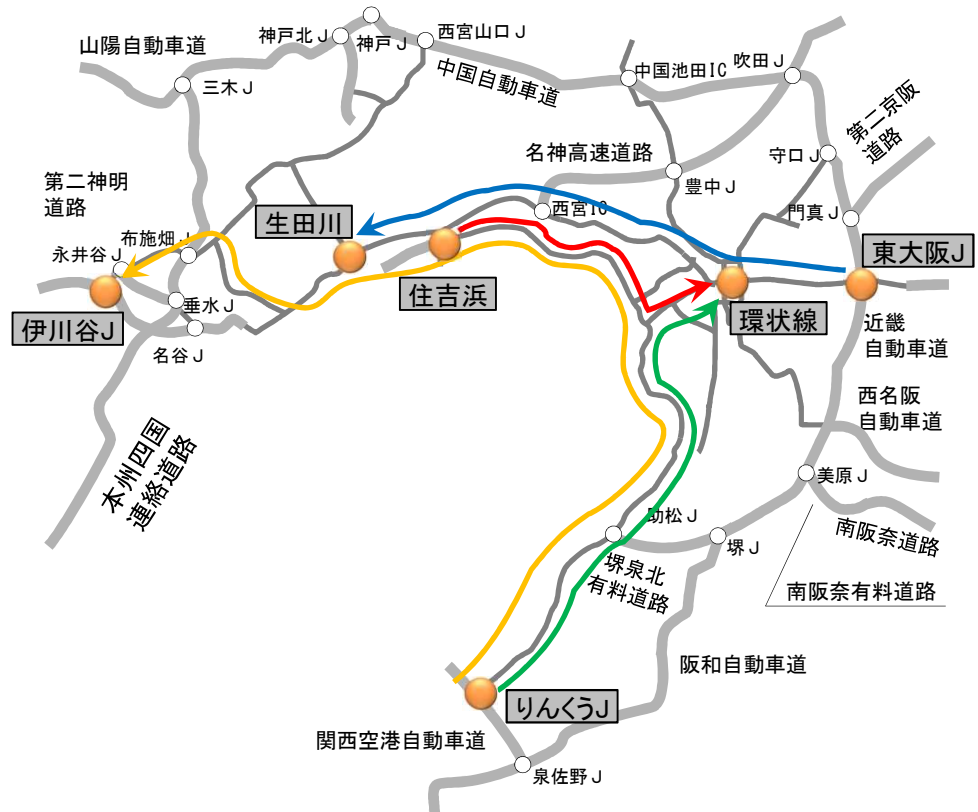 神戸北J
神戸J
西宮山口J
山陽自動車道
中国自動車道
三木J
中国池田IC
吹田J
第二京阪
道路
名神高速道路
守口J
豊中J
第二神明
道路
生田川
西宮IC
門真J
布施畑J
永井谷J
東大阪J
住吉浜
垂水J
環状線
伊川谷J
名谷J
近畿
自動車道
西名阪
自動車道
本州四国
連絡道路
美原J
助松J
南阪奈道路
堺J
堺泉北
有料道路
南阪奈有料道路
阪和自動車道
りんくうJ
関西空港自動車道
泉佐野J